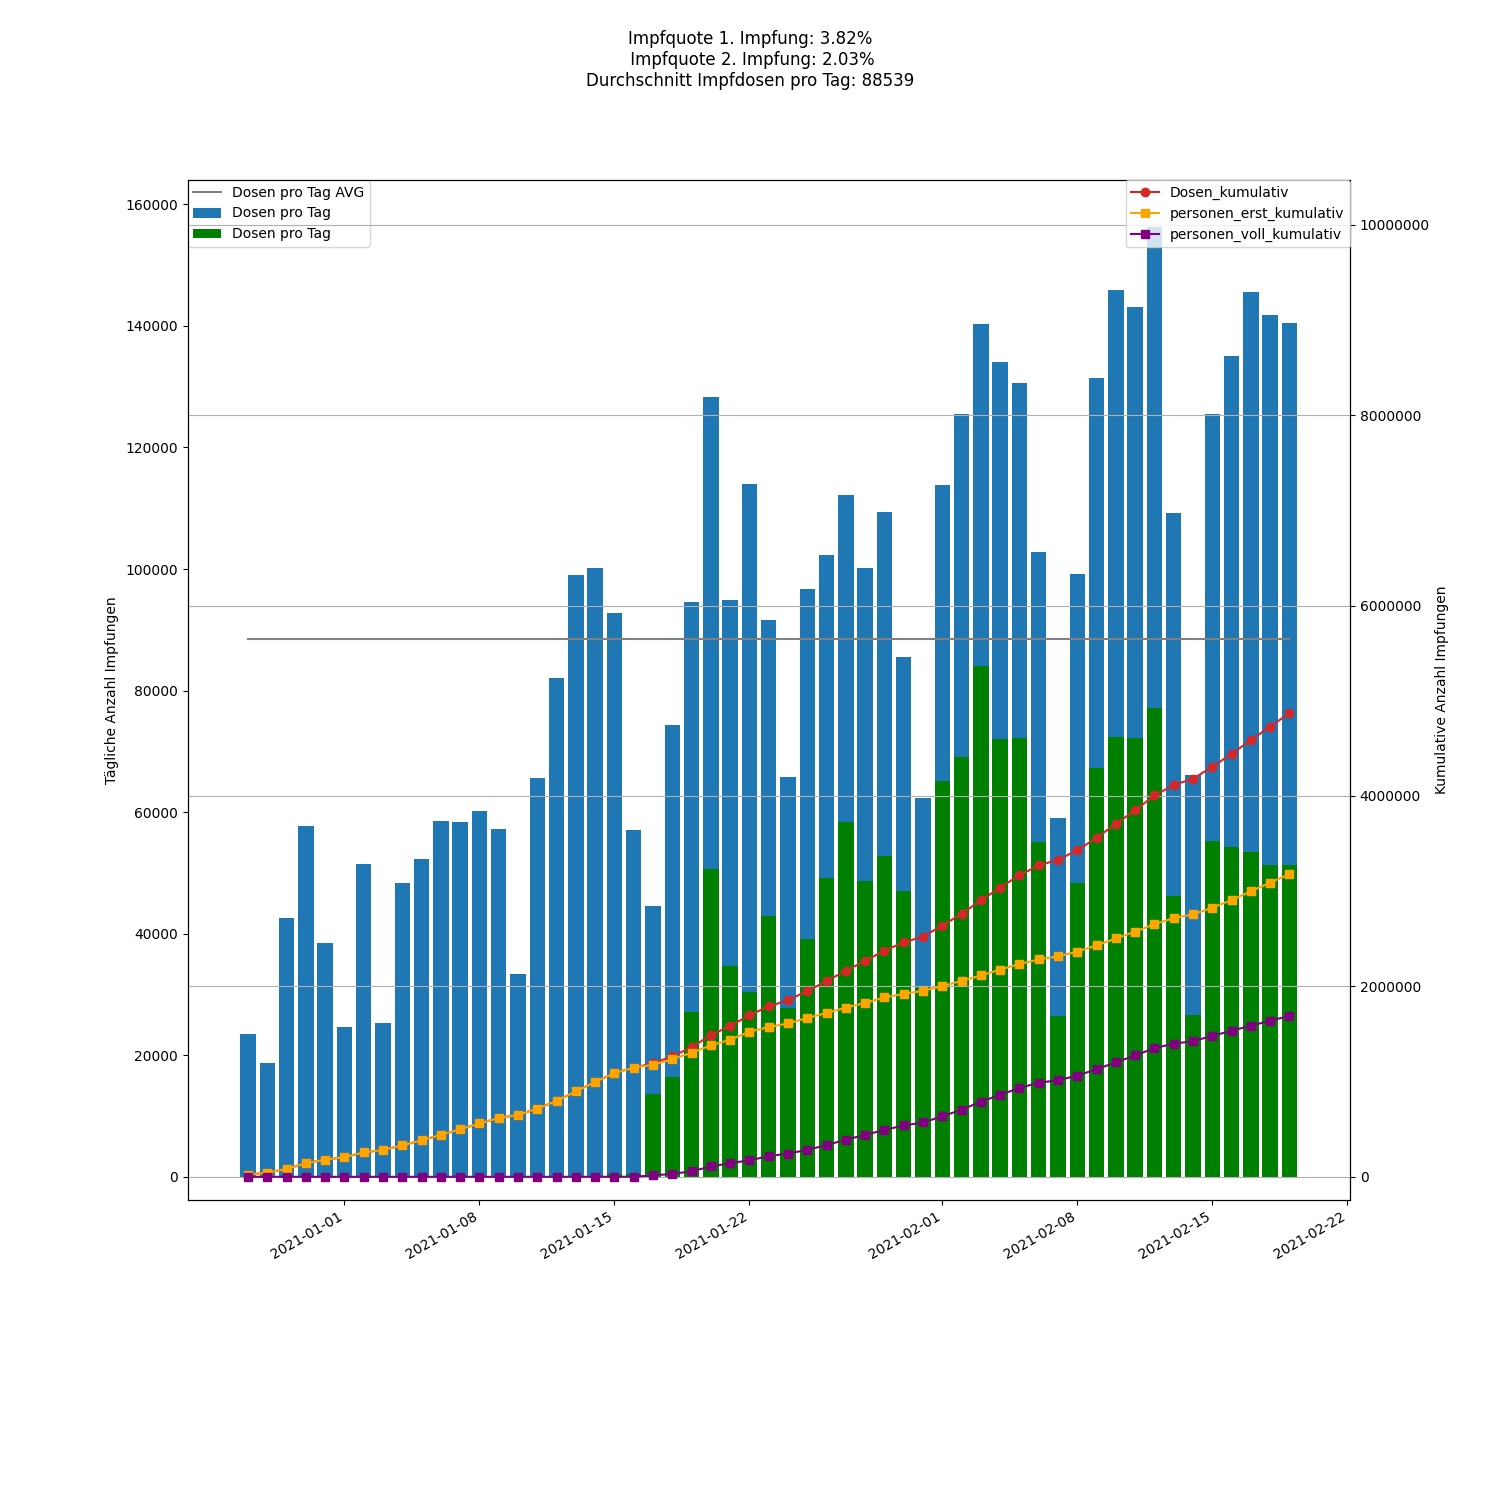 Impfquote 1. Impfung: 3.82%
Impfquote 2. Impfung: 2.03%
Durchschnitt Impfdosen pro Tag: 88539
Dosen pro Tag AVG
Dosen pro Tag
Dosen pro Tag
Dosen_kumulativ
personen_erst_kumulativ
personen_voll_kumulativ
Tägliche Anzahl Impfungen
160000
140000
120000
100000
80000
60000
40000
20000
0
10000000
8000000
6000000
4000000
2000000
0
Kumulative Anzahl Impfungen
2021-01-01
2021-01-08
2021-01-15
2021-01-22
2021-02-01
2021-02-08
2021-02-15
2021-02-22